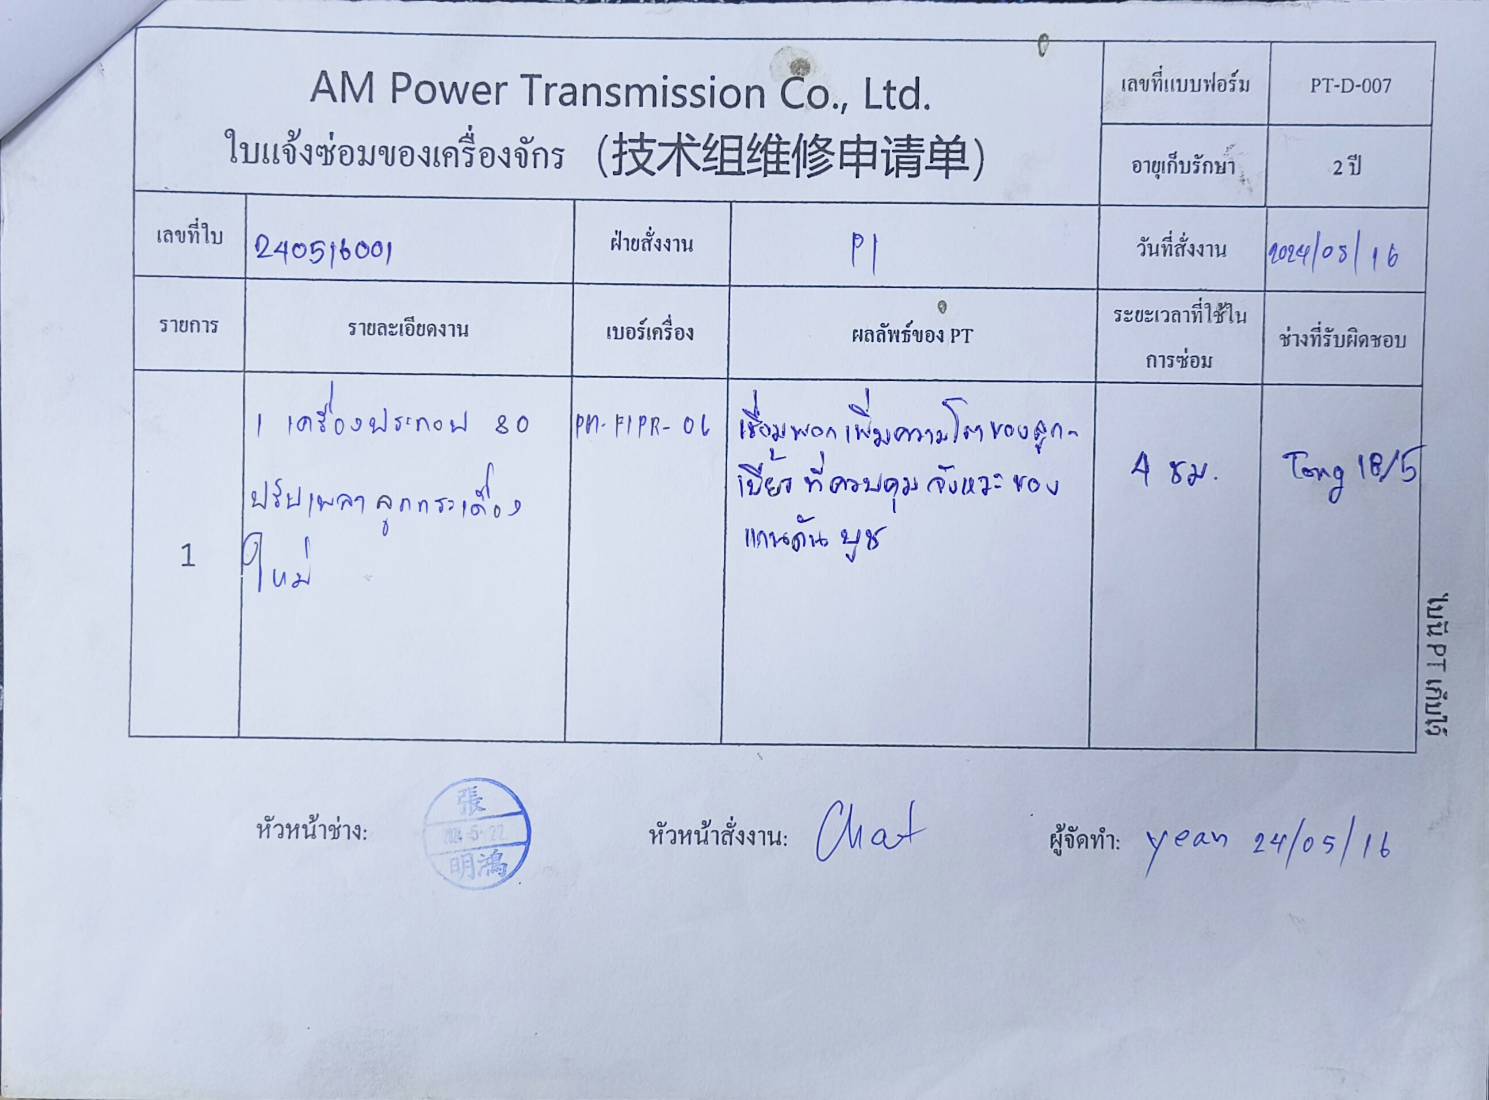 AM Power Transmission Co., Ltd.
ใบแจ้งซ่อมของเครื่องจักร (技术组维修申请单)
เลขที่แบบฟอร์ม
PT-D-007
อายุเก็บรักษา
2 ปี
เลขที่ใบ
240516001
ฝ่ายสั่งงาน
P1
วันที่สั่งงาน
2024/05/16
รายการ
รายละเอียดงาน
เบอร์เครื่อง
ผลลัพธ์ของ PT
ระยะเวลาที่ใช้ใน
การซ่อม
ช่างที่รับผิดชอบ
1
1 เครื่องประกอบ 80
ปรับเพลา ลูกกระเดื่อง
ใหม่
PM-F1PR-06
เชื่อมพอก เพิ่มความโตของลูก-
เบี้ยว ที่ควบคุม จังหวะ ของ
แกนดัน บูช
4 ชม.
Tong 18/5
ใบนี้ PT เก็บไว้
หัวหน้าช่าง:
張
5.22
明鴻
หัวหน้าสั่งงาน: Chat
ผู้จัดทำ: yean 24/05/16